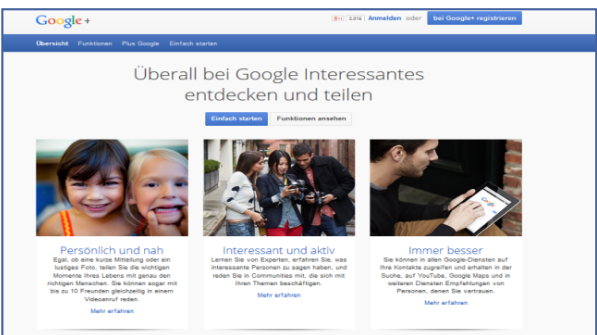 Google+
Anmelden oder bei Google+ registrieren
Übersicht Funktionen Plus Google Einfach starten
Überall bei Google Interessantes
entdecken und teilen
Einfach starten Funktionen ansehen
Persönlich und nah
Egal, ob eine kurze Mitteilung oder ein
lustiges Foto, teilen Sie die wichtigen
Momente Ihres Lebens mit genau den
richtigen Menschen. Sie können sogar mit
bis zu 10 Freunden gleichzeitig in einem
Videoanruf reden.
Mehr erfahren
Interessant und aktiv
Lernen Sie von Experten, erfahren Sie, was
interessante Personen zu sagen haben, und
reden Sie in Communities mit, die sich mit
Ihren Themen beschäftigen.
Mehr erfahren
Immer besser
Sie können in allen Google-Diensten auf
Ihre Kontakte zugreifen und erhalten in der
Suche, auf YouTube, Google Maps und in
weiteren Diensten Empfehlungen von
Personen, denen Sie vertrauen.
Mehr erfahren